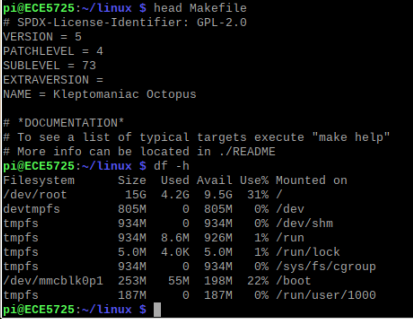 pi@ECE5725:~/linux $ head Makefile
# SPDX-License-Identifier: GPL-2.0
VERSION = 5
PATCHLEVEL = 4
SUBLEVEL = 73
EXTRAVERSION =
NAME = Kleptomaniac Octopus

# *DOCUMENTATION*
# To see a list of typical targets execute "make help"
# More info can be located in ./README
pi@ECE5725:~/linux $ df -h
Filesystem      Size  Used Avail Use% Mounted on
/dev/root        15G  4.2G  9.5G  31% /
devtmpfs        805M     0  805M   0% /dev
tmpfs           934M     0  934M   0% /dev/shm
tmpfs           934M  8.6M  926M   1% /run
tmpfs           5.0M  4.0K  5.0M   1% /run/lock
tmpfs           934M     0  934M   0% /sys/fs/cgroup
/dev/mmcblk0p1  253M   55M  198M  22% /boot
tmpfs           187M     0  187M   0% /run/user/1000
pi@ECE5725:~/linux $